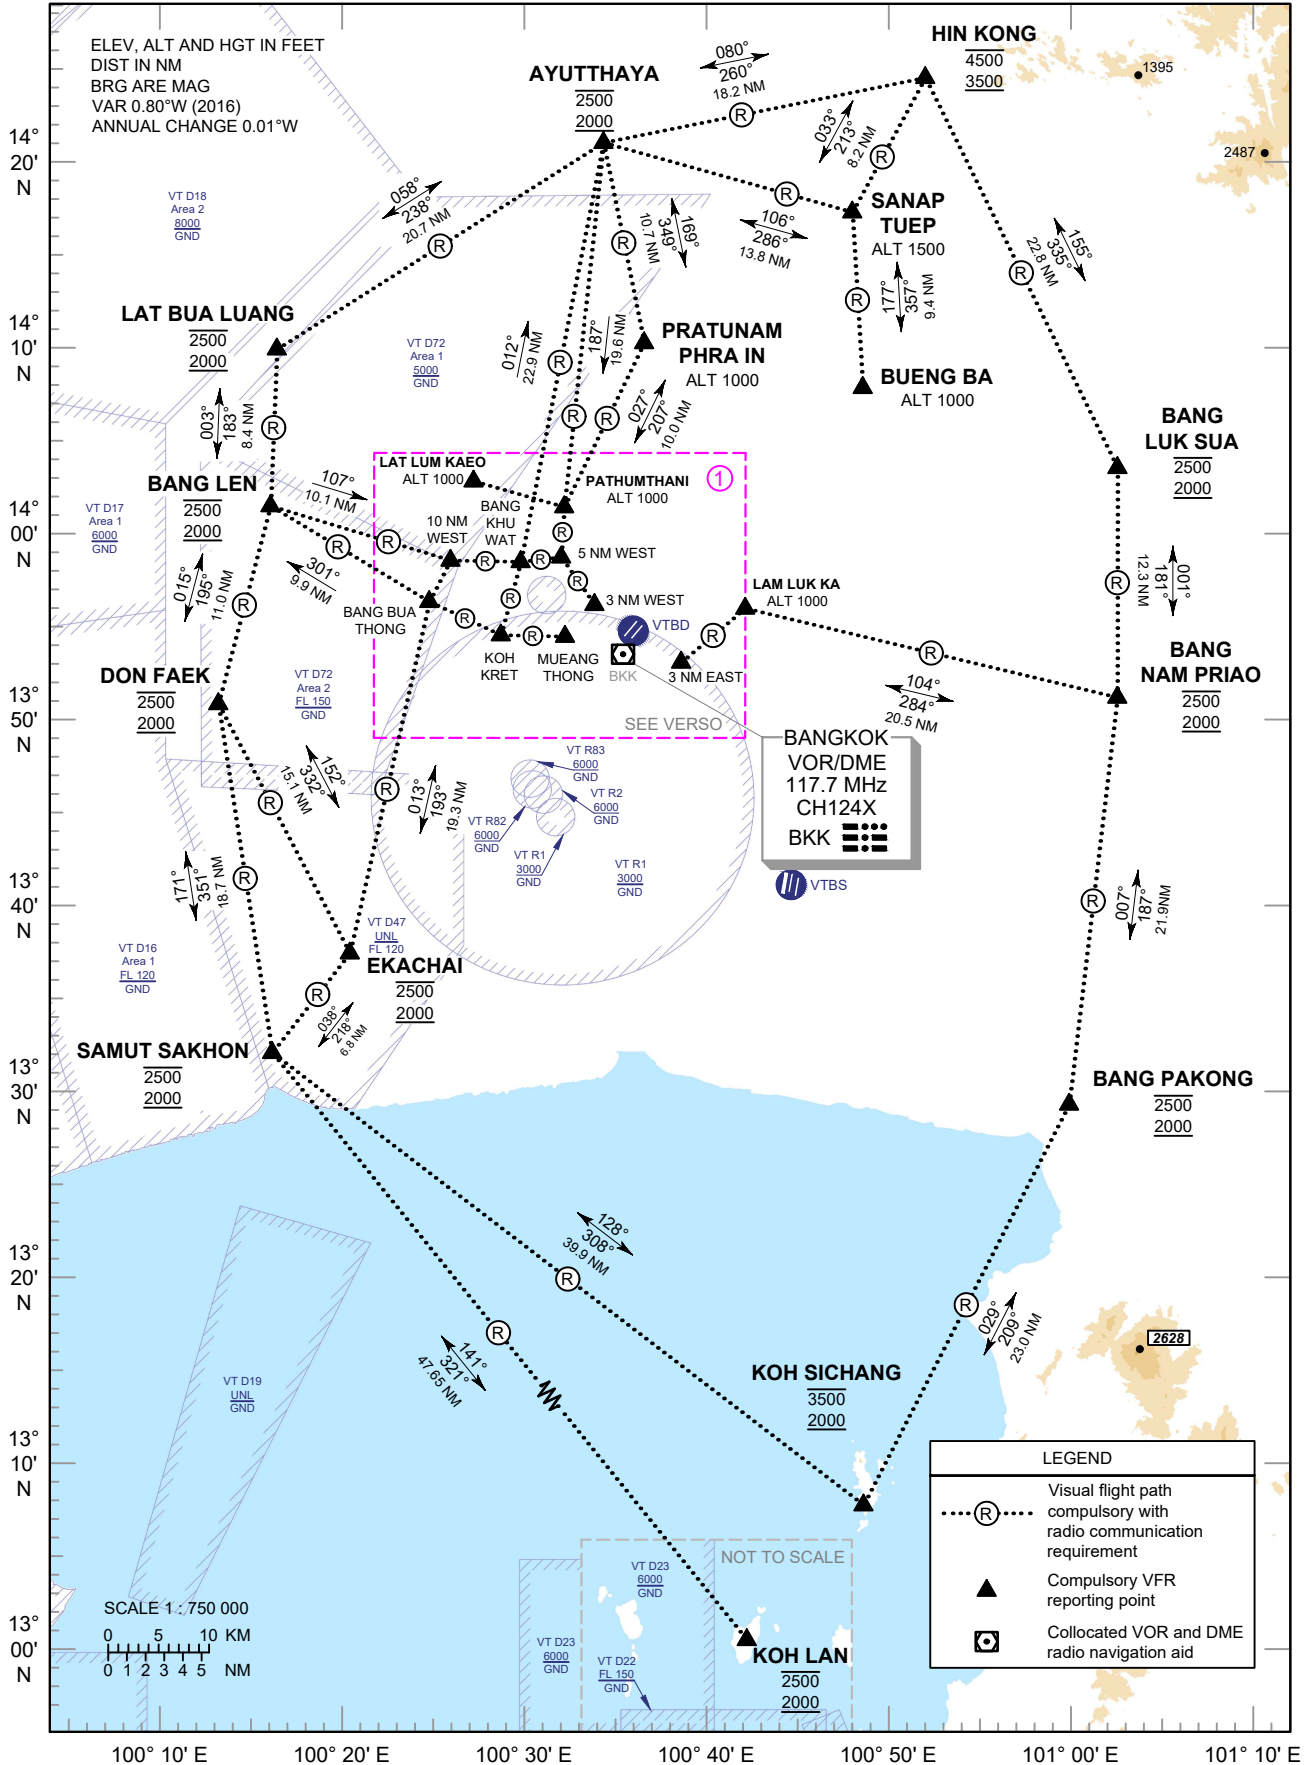 ELEV, ALT AND HGT IN FEET
DIST IN NM
BRG ARE MAG
VAR 0.80°W (2016)
ANNUAL CHANGE 0.01°W
HIN KONG
4500
3500
1395
2487
AYUTTHAYA
2500
2000
080°
260°
18.2 NM
R
033°
213°
8.2 NM
R
14°
20'
N
VT D18
Area 2
8000
GND
058°
238°
20.7 NM
R
SANAP
TUEP
ALT 1500
R
106°
286°
13.8 NM
169°
349°
10.7 NM
R
155°
335°
22.8 NM
R
177°
357°
9.4 NM
R
LAT BUA LUANG
2500
2000
14°
10'
N
VT D72
Area 1
5000
GND
012°
22.9 NM
R
187°
19.6 NM
R
PRATUNAM
PHRA IN
ALT 1000
027°
207°
10.0 NM
R
BUENG BA
ALT 1000
003°
183°
8.4 NM
R
BANG
LUK SUA
2500
2000
BANG LEN
2500
2000
107°
10.1 NM
R
LAT LUM KAEO
ALT 1000
PATHUMTHANI
ALT 1000
1
R
14°
00'
N
VT D17
Area 1
6000
GND
10 NM
WEST
BANG
KHU
WAT
R
R
5 NM WEST
R
3 NM WEST
R
301°
9.9 NM
R
BANG BUA
THONG
R
R
KOH
KRET
R
MUEANG
THONG
VTBD
BKK
3 NM EAST
R
LAM LUK KA
ALT 1000
R
104°
284°
20.5 NM
001°
181°
12.3 NM
R
BANG
NAM PRIAO
2500
2000
015°
195°
11.0 NM
R
DON FAEK
2500
2000
13°
50'
N
VT D72
Area 2
FL 150
GND
SEE VERSO
BANGKOK
VOR/DME
117.7 MHz
CH124X
BKK
VTBS
152°
332°
15.1 NM
R
013°
193°
19.3 NM
R
VT R83
6000
GND
VT R2
6000
GND
VT R82
6000
GND
VT R1
3000
GND
VT R1
3000
GND
171°
351°
18.7 NM
R
13°
40'
N
007°
187°
21.9NM
R
VT D16
Area 1
FL 120
GND
VT D47
UNL
FL 120
EKACHAI
2500
2000
R
038°
218°
6.8 NM
SAMUT SAKHON
2500
2000
13°
30'
N
BANG PAKONG
2500
2000
13°
20'
N
128°
308°
39.9 NM
R
029°
209°
23.0 NM
R
141°
321°
47.65 NM
R
2628
VT D19
UNL
GND
KOH SICHANG
3500
2000
13°
10'
N
LEGEND
R
Visual flight path
compulsory with
radio communication
requirement
Compulsory VFR
reporting point
Collocated VOR and DME
radio navigation aid
NOT TO SCALE
VT D23
6000
GND
VT D23
6000
GND
VT D22
FL 150
GND
KOH LAN
2500
2000
SCALE 1 : 750 000
0 5 10 KM
0 1 2 3 4 5 NM
13°
00'
N
100° 10' E 100° 20' E 100° 30' E 100° 40' E 100° 50' E 101° 00' E 101° 10' E